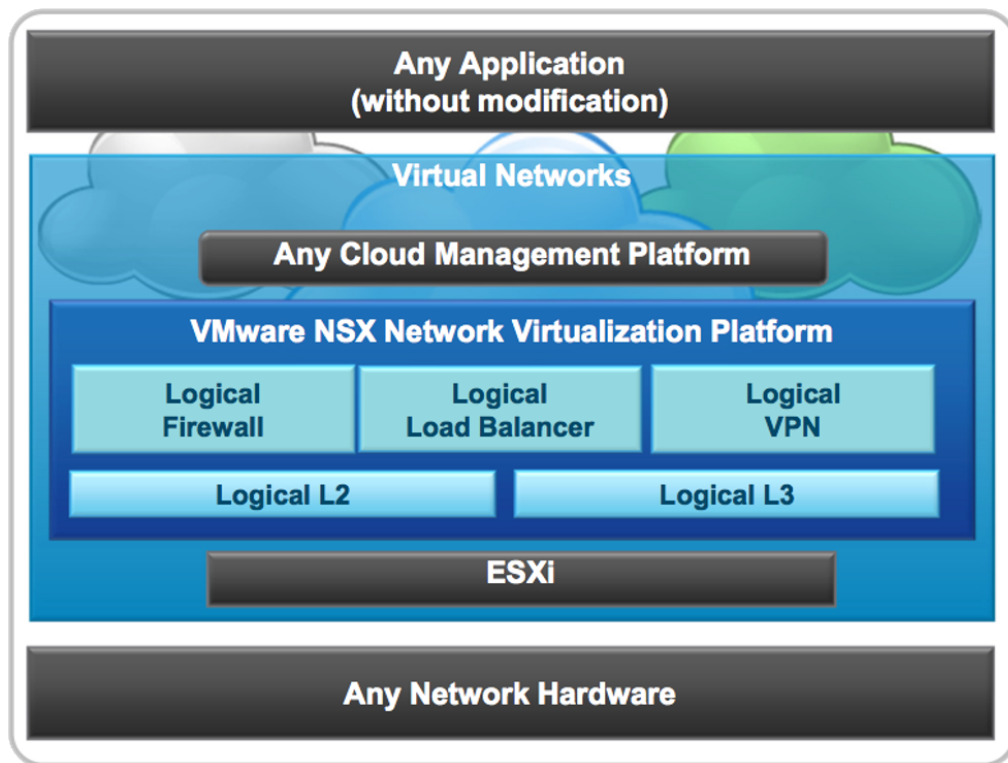 Any Application
(without modification)
Virtual Networks
Any Cloud Management Platform
VMware NSX Network Virtualization Platform
Logical
Firewall
Logical
Load Balancer
Logical
VPN
Logical L2
Logical L3
ESXi
Any Network Hardware